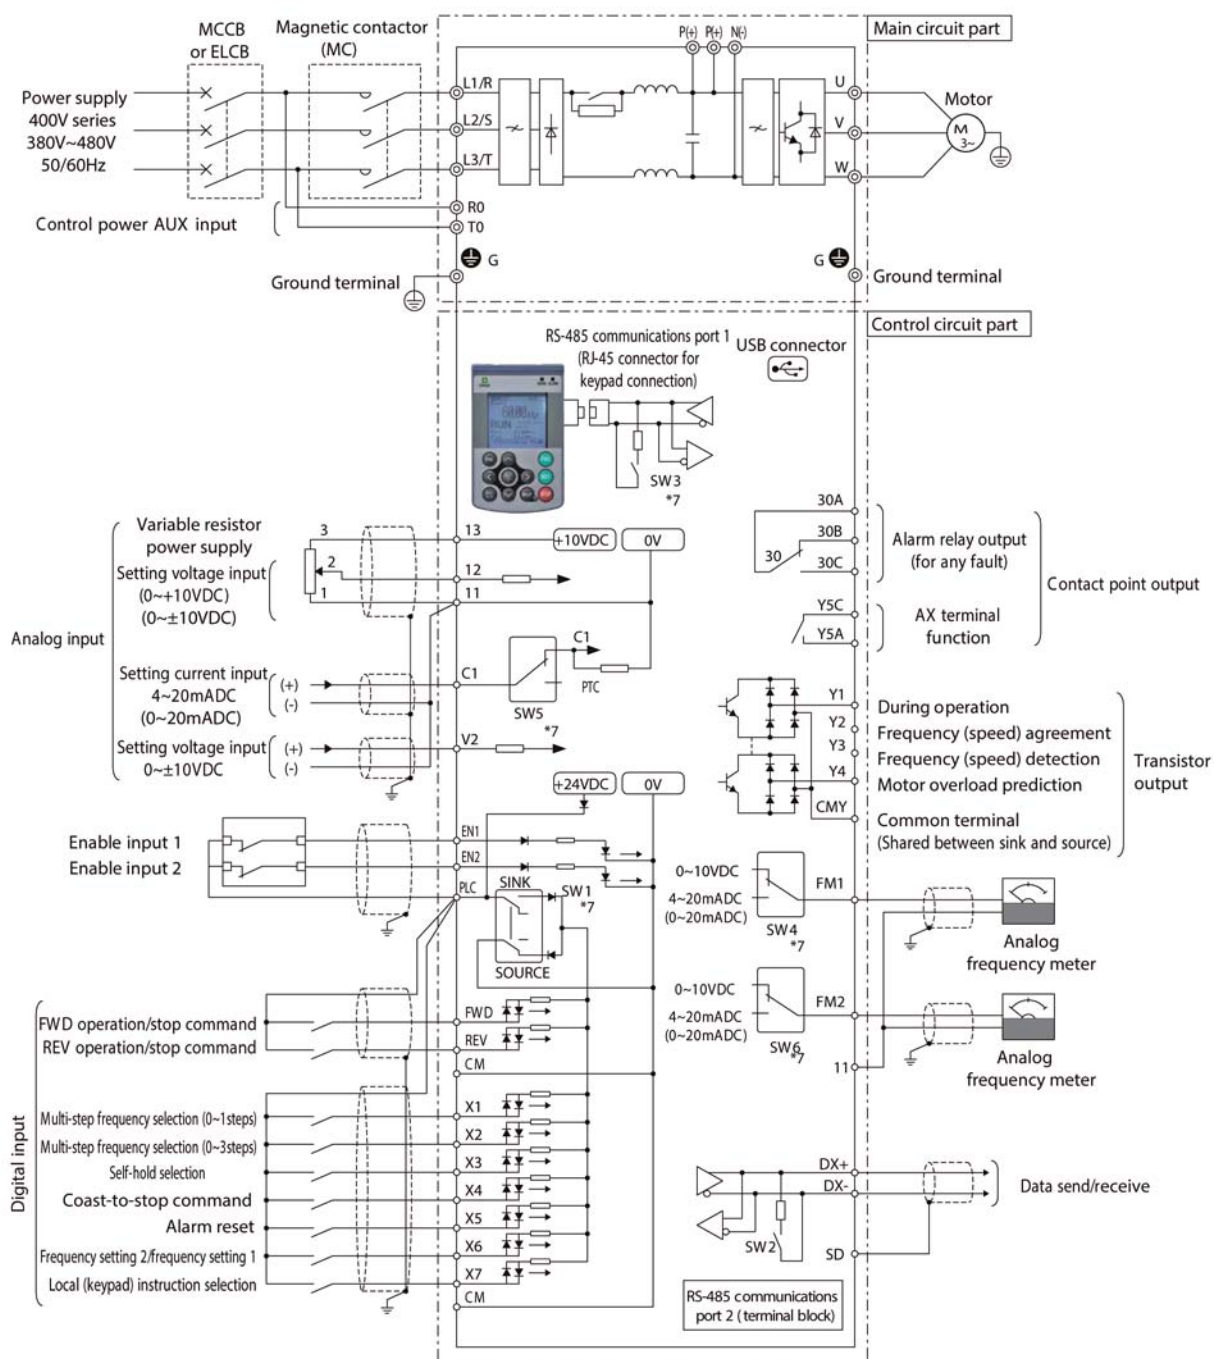 MCCB
or ELCB
Magnetic contactor
(MC)
P(+) P(+) N(-)
Main circuit part
Power supply
400V series
380V~480V
50/60Hz
L1/R
L2/S
L3/T
U
V
W
Motor
M
3~
Control power AUX input
R0
T0
G
G
Ground terminal
Ground terminal
Control circuit part
RS-485 communications port 1
(RJ-45 connector for
keypad connection)
USB connector
60.00
RUN
SW3
*7
Analog input
Variable resistor
power supply
Setting voltage input
(0~+10VDC)
(0~±10VDC)
3
2
1
13
12
11
+10VDC
0V
Setting current input
4~20mADC
(0~20mADC)
(+)
(-)
C1
C1
PTC
SW5
*7
Setting voltage input
0~±10VDC
(+)
(-)
V2
+24VDC
0V
Enable input 1
Enable input 2
EN1
EN2
PLC
SINK
SW1
*7
SOURCE
Digital input
FWD operation/stop command
REV operation/stop command
FWD
REV
CM
Multi-step frequency selection (0~1steps)
X1
Multi-step frequency selection (0~3steps)
X2
Self-hold selection
X3
Coast-to-stop command
X4
Alarm reset
X5
Frequency setting 2/frequency setting 1
X6
Local (keypad) instruction selection
X7
CM
30A
30B
30
30C
Alarm relay output
(for any fault)
Contact point output
Y5C
Y5A
AX terminal
function
Y1
During operation
Y2
Frequency (speed) agreement
Y3
Frequency (speed) detection
Y4
Motor overload prediction
CMY
Common terminal
(Shared between sink and source)
Transistor
output
0~10VDC
4~20mADC
(0~20mADC)
FM1
SW4
*7
Analog
frequency meter
0~10VDC
4~20mADC
(0~20mADC)
FM2
SW6
*7
11
Analog
frequency meter
DX+
DX-
Data send/receive
SW2
SD
RS-485 communications
port 2 (terminal block)